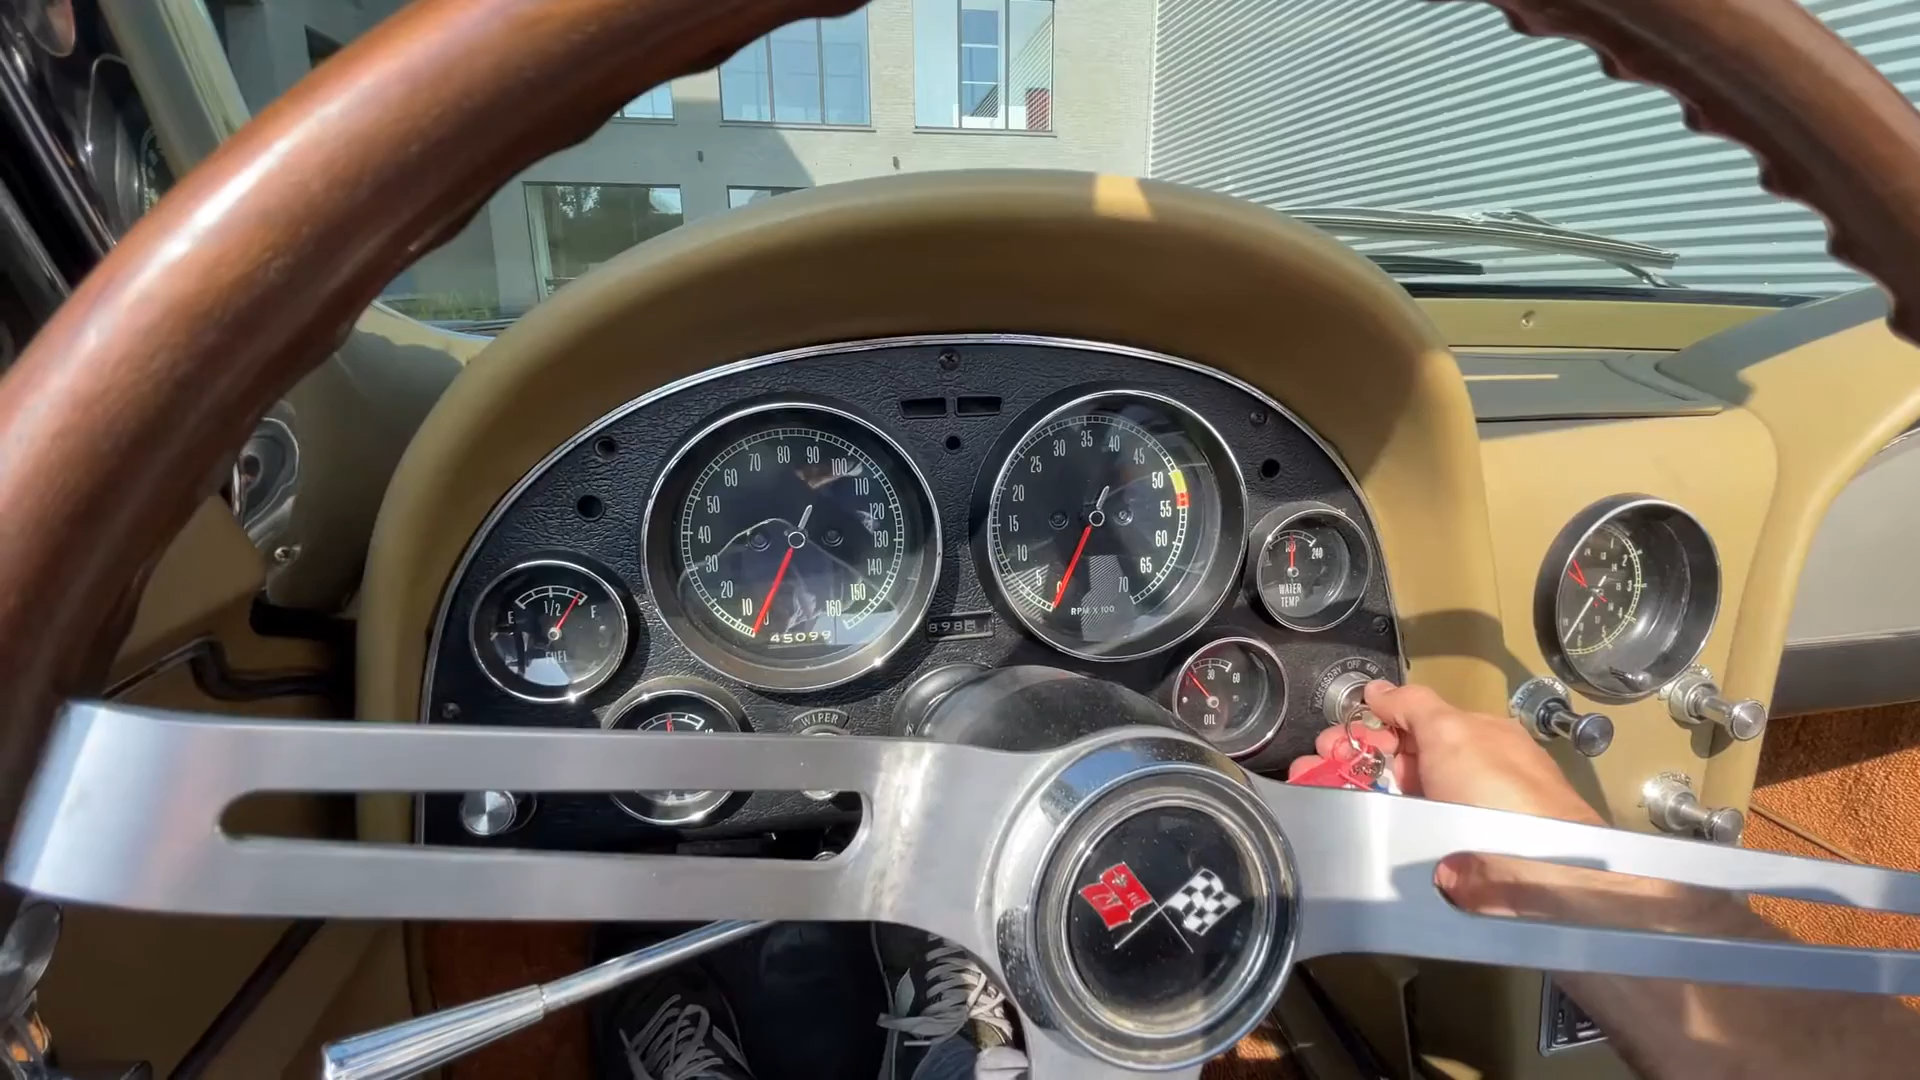 10 20 30 40 50 60 70 80 90 100 110 120 130 140 150 160
45099
0 5 10 15 20 25 30 35 40 45 50 55 60 65 70
RPM X 100
E 1/2 F
FUEL
240
WATER
TEMP
898
30 60
OIL
ACCESSORY OFF
WIPER